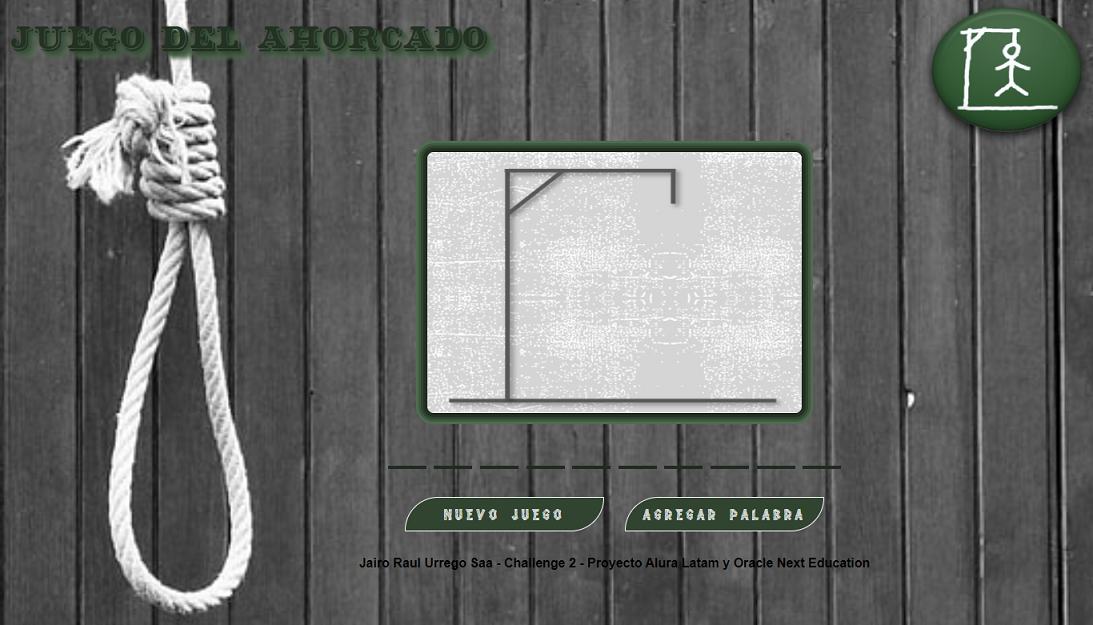 JUEGO DEL AHORCADO
NUEVO JUEGO
AGREGAR PALABRA
Jairo Raul Urrego Saa - Challenge 2 - Proyecto Alura Latam y Oracle Next Education